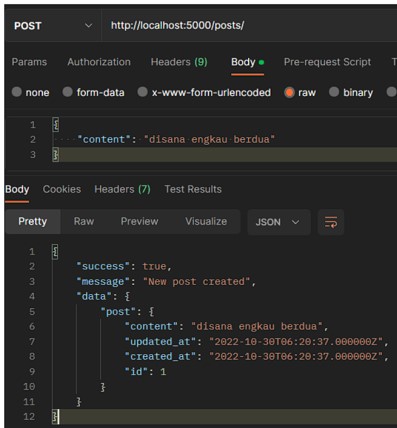 POST http://localhost:5000/posts/
Params Authorization Headers (9) Body Pre-request Script
none form-data x-www-form-urlencoded raw binary
1 {
2 "content": "disana engkau berdua"
3 }
Body Cookies Headers (7) Test Results
Pretty Raw Preview Visualize JSON
1 {
2 "success": true,
3 "message": "New post created",
4 "data": {
5 "post": {
6 "content": "disana engkau berdua",
7 "updated_at": "2022-10-30T06:20:37.000000Z",
8 "created_at": "2022-10-30T06:20:37.000000Z",
9 "id": 1
10 }
11 }
12 }